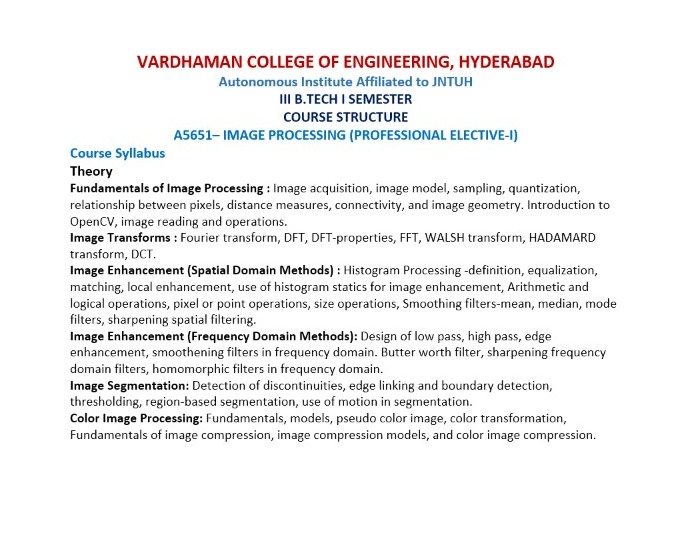 VARDHAMAN COLLEGE OF ENGINEERING, HYDERABAD
Autonomous Institute Affiliated to JNTUH
III B.TECH I SEMESTER
COURSE STRUCTURE
A5651– IMAGE PROCESSING (PROFESSIONAL ELECTIVE-I)
Course Syllabus
Theory
Fundamentals of Image Processing : Image acquisition, image model, sampling, quantization,
relationship between pixels, distance measures, connectivity, and image geometry. Introduction to
OpenCV, image reading and operations.
Image Transforms : Fourier transform, DFT, DFT-properties, FFT, WALSH transform, HADAMARD
transform, DCT.
Image Enhancement (Spatial Domain Methods) : Histogram Processing -definition, equalization,
matching, local enhancement, use of histogram statics for image enhancement, Arithmetic and
logical operations, pixel or point operations, size operations, Smoothing filters-mean, median, mode
filters, sharpening spatial filtering.
Image Enhancement (Frequency Domain Methods): Design of low pass, high pass, edge
enhancement, smoothening filters in frequency domain. Butter worth filter, sharpening frequency
domain filters, homomorphic filters in frequency domain.
Image Segmentation: Detection of discontinuities, edge linking and boundary detection,
thresholding, region-based segmentation, use of motion in segmentation.
Color Image Processing: Fundamentals, models, pseudo color image, color transformation,
Fundamentals of image compression, image compression models, and color image compression.